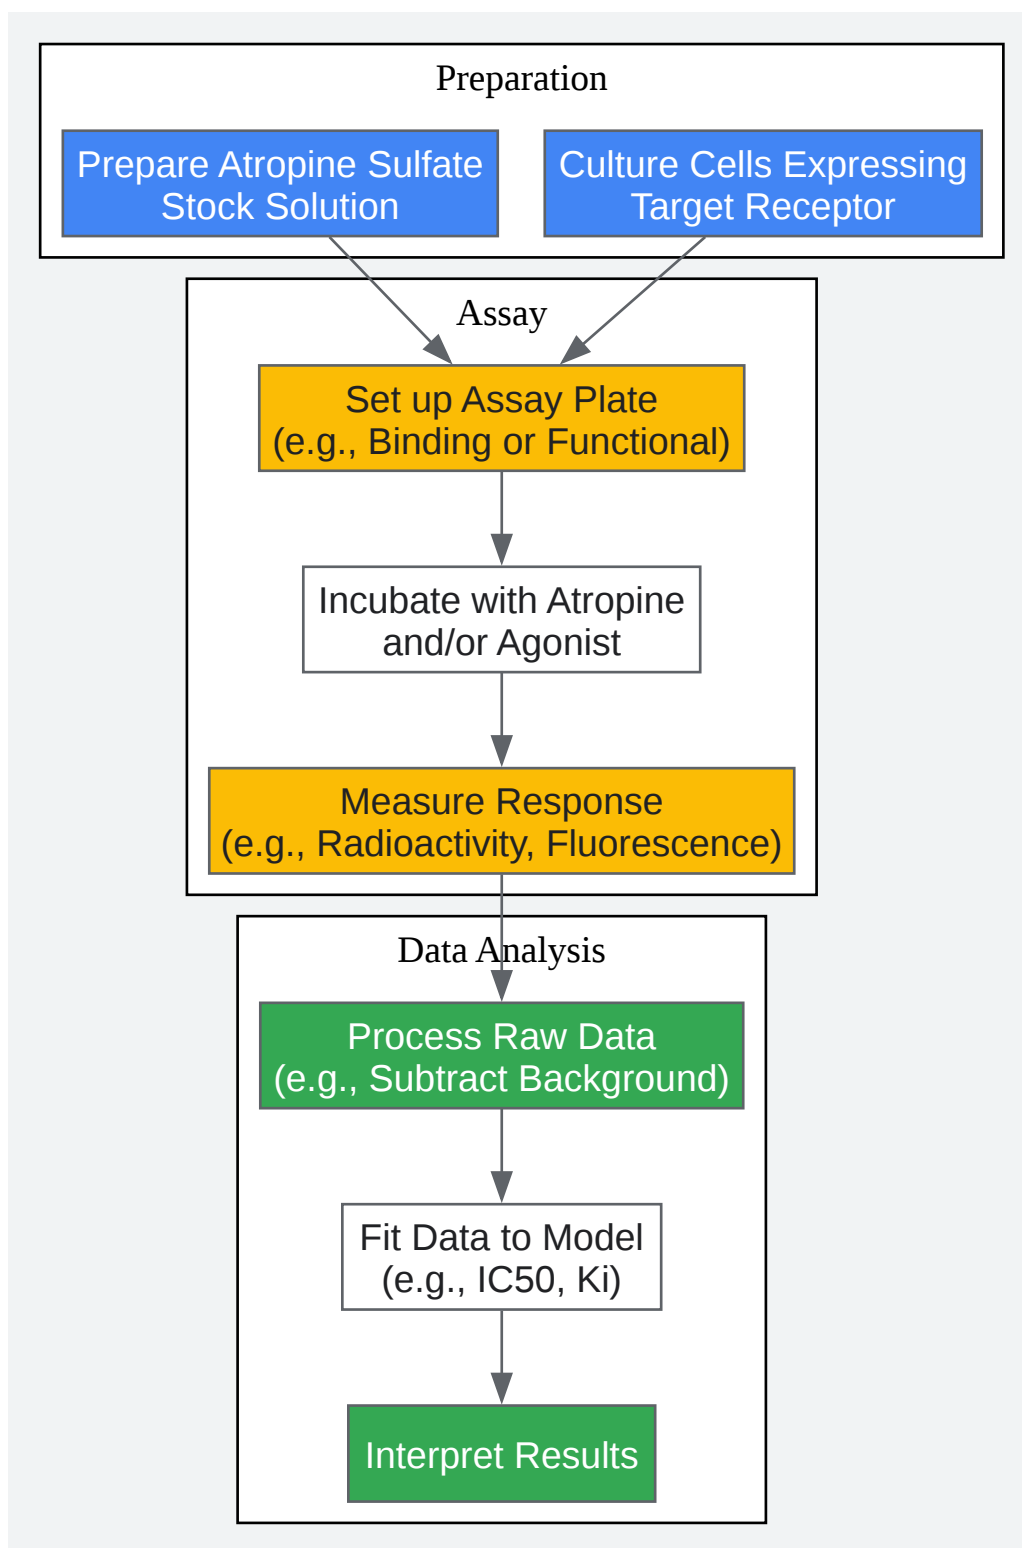 Preparation
Prepare Atropine Sulfate
Stock Solution
Culture Cells Expressing
Target Receptor
Assay
Set up Assay Plate
(e.g., Binding or Functional)
Incubate with Atropine
and/or Agonist
Measure Response
(e.g., Radioactivity, Fluorescence)
Data Analysis
Process Raw Data
(e.g., Subtract Background)
Fit Data to Model
(e.g., IC50, Ki)
Interpret Results